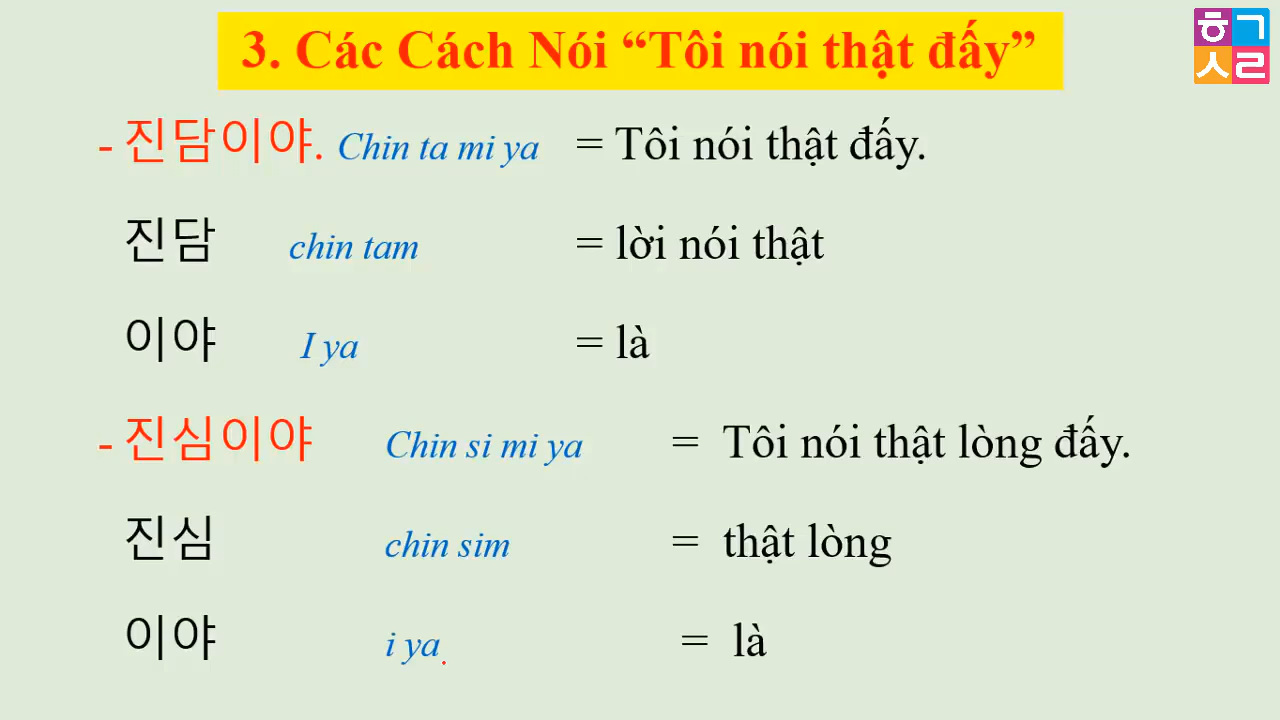 3. Các Cách Nói “Tôi nói thật đấy”
ㅎㄱ
ㅅㄹ
- 진담이야. Chin ta mi ya = Tôi nói thật đấy.
진담 chin tam = lời nói thật
이야 I ya = là
- 진심이야 Chin si mi ya = Tôi nói thật lòng đấy.
진심 chin sim = thật lòng
이야 i ya = là